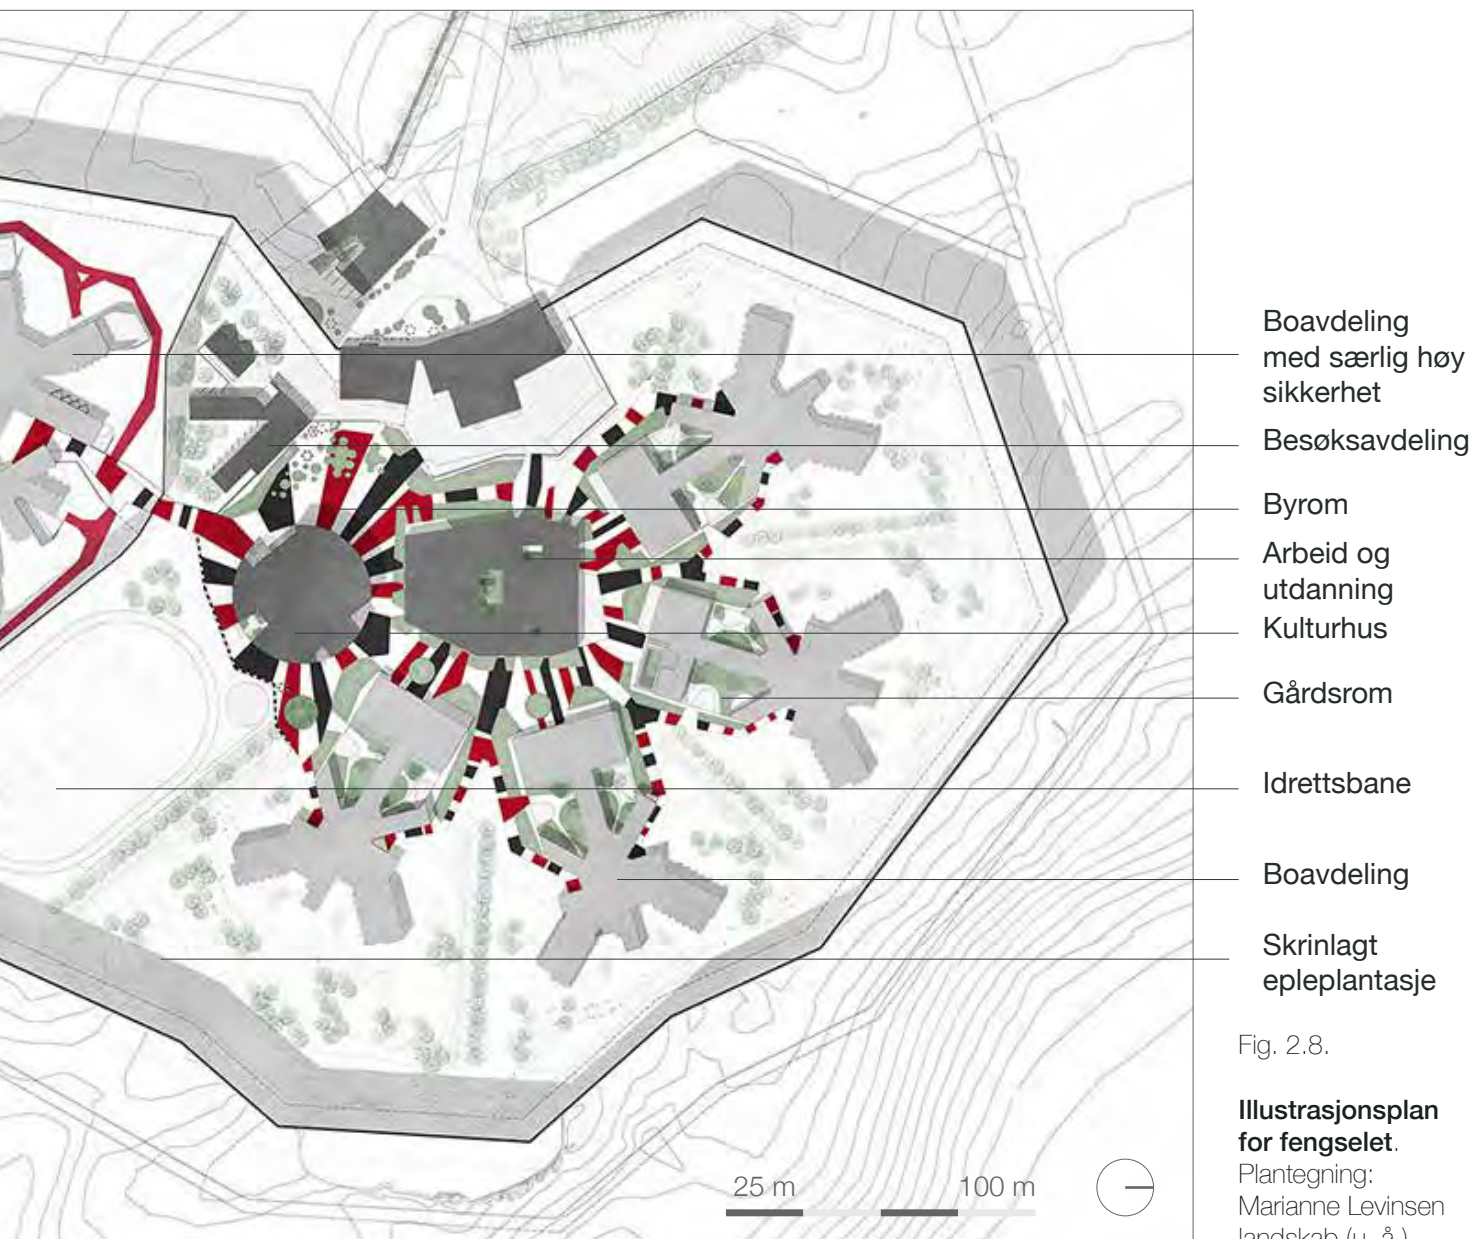 Boavdeling
med særlig høy
sikkerhet
Besøksavdeling
Byrom
Arbeid og
utdanning
Kulturhus
Gårdsrom
Idrettsbane
Boavdeling
Skrinlagt
epleplantasje
Fig. 2.8.
Illustrasjonsplan
for fengselet.
Plantegning:
Marianne Levinsen
landskab (u. å.)
25 m 100 m